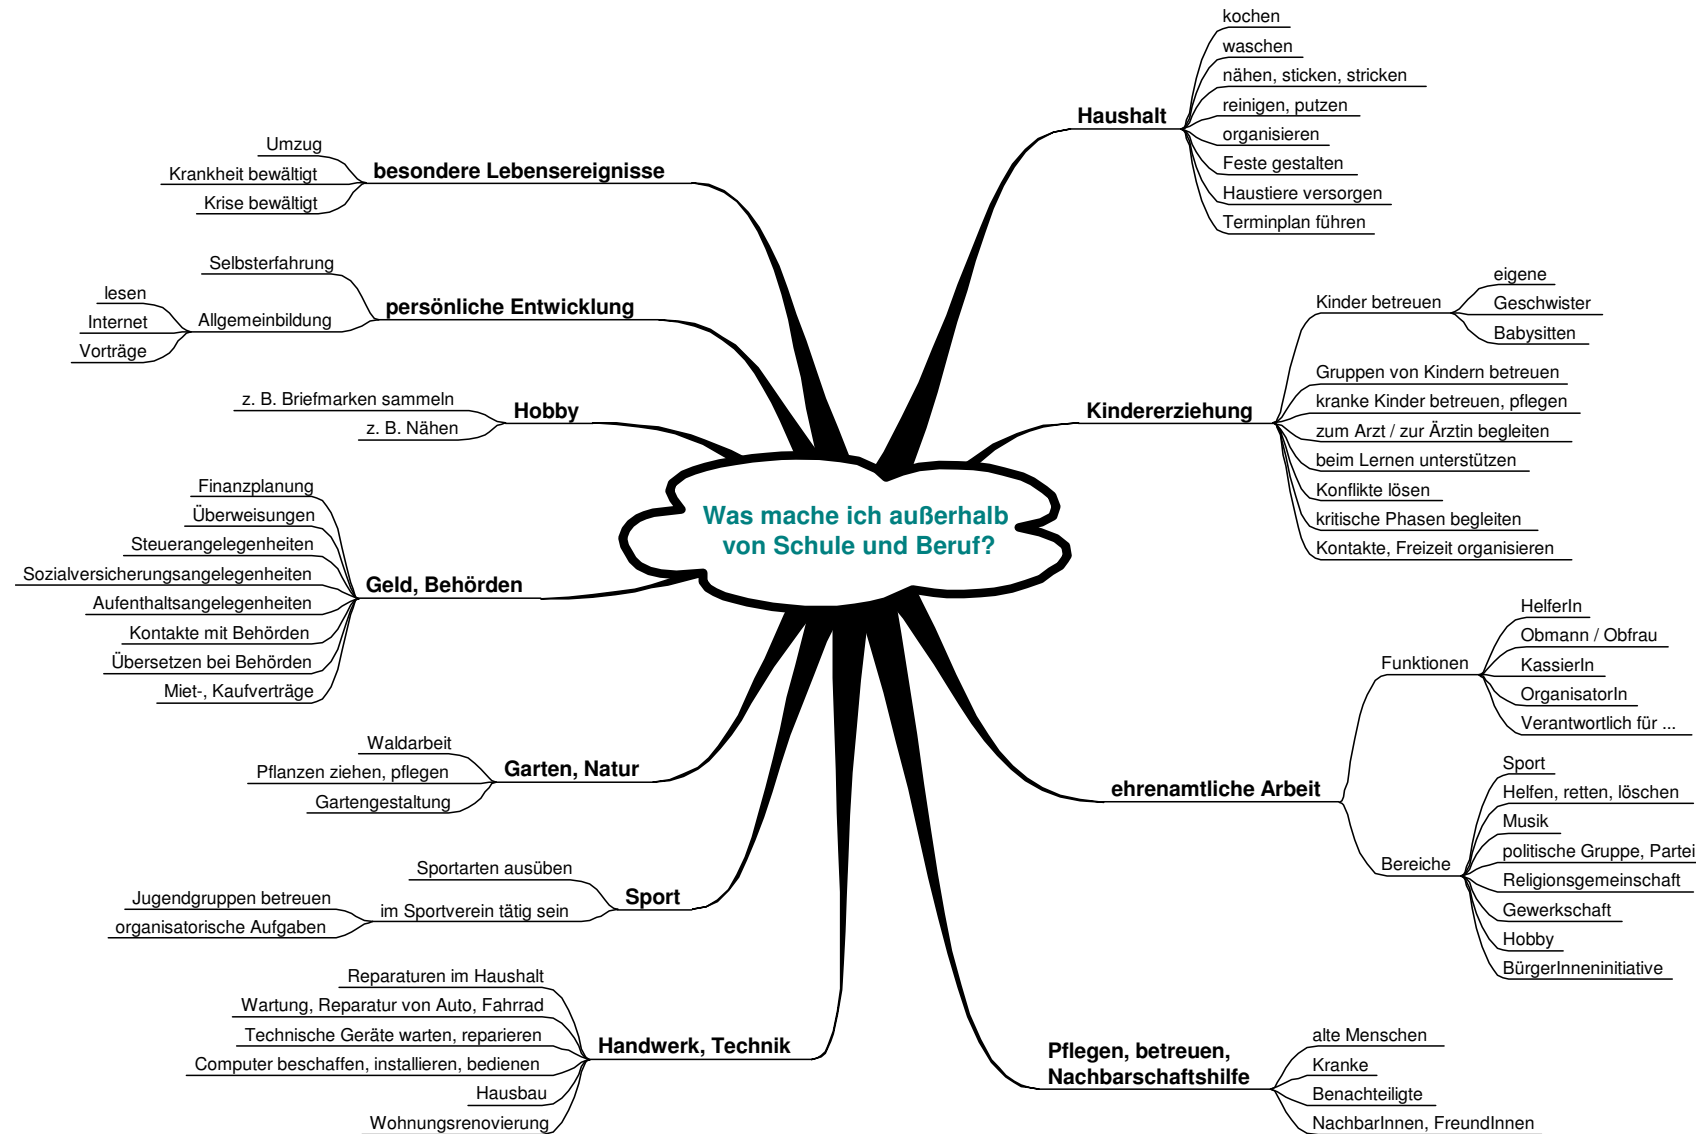 Was mache ich außerhalb
von Schule und Beruf?
Haushalt
kochen
waschen
nähen, sticken, stricken
reinigen, putzen
organisieren
Feste gestalten
Haustiere versorgen
Terminplan führen
Kindererziehung
Kinder betreuen
eigene
Geschwister
Babysitten
Gruppen von Kindern betreuen
kranke Kinder betreuen, pflegen
zum Arzt / zur Ärztin begleiten
beim Lernen unterstützen
Konflikte lösen
kritische Phasen begleiten
Kontakte, Freizeit organisieren
ehrenamtliche Arbeit
Funktionen
HelferIn
Obmann / Obfrau
KassierIn
OrganisatorIn
Verantwortlich für ...
Bereiche
Sport
Helfen, retten, löschen
Musik
politische Gruppe, Partei
Religionsgemeinschaft
Gewerkschaft
Hobby
BürgerInneninitiative
Pflegen, betreuen,
Nachbarschaftshilfe
alte Menschen
Kranke
Benachteiligte
NachbarInnen, FreundInnen
besondere Lebensereignisse
Umzug
Krankheit bewältigt
Krise bewältigt
persönliche Entwicklung
Selbsterfahrung
Allgemeinbildung
lesen
Internet
Vorträge
Hobby
z. B. Briefmarken sammeln
z. B. Nähen
Geld, Behörden
Finanzplanung
Überweisungen
Steuerangelegenheiten
Sozialversicherungsangelegenheiten
Aufenthaltsangelegenheiten
Kontakte mit Behörden
Übersetzen bei Behörden
Miet-, Kaufverträge
Garten, Natur
Waldarbeit
Pflanzen ziehen, pflegen
Gartengestaltung
Sport
Sportarten ausüben
im Sportverein tätig sein
Jugendgruppen betreuen
organisatorische Aufgaben
Handwerk, Technik
Reparaturen im Haushalt
Wartung, Reparatur von Auto, Fahrrad
Technische Geräte warten, reparieren
Computer beschaffen, installieren, bedienen
Hausbau
Wohnungsrenovierung